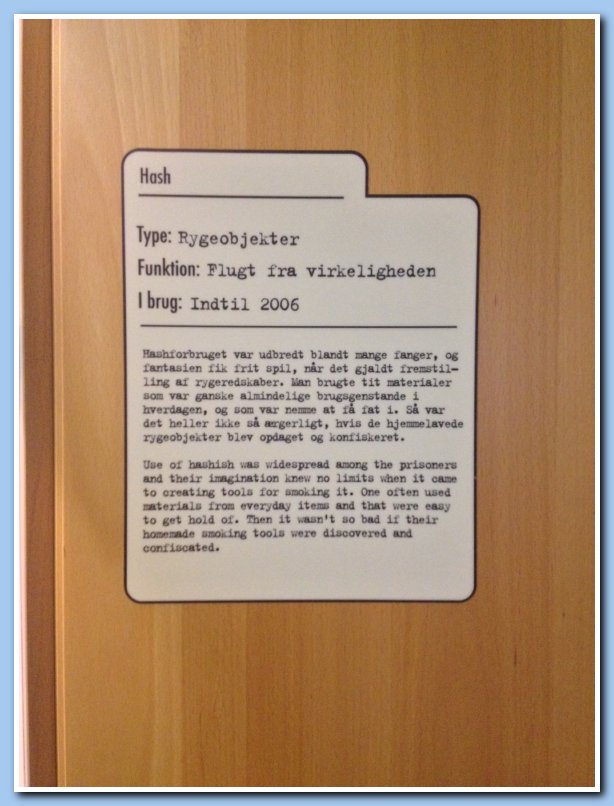 Hash
Type: Rygeobjekter
Funktion: Flugt fra virkeligheden
I brug: Indtil 2006
Hashforbruget var udbredt blandt mange fanger, og
fantasien fik frit spil, når det gjaldt fremstil-
ling af rygeredskaber. Man brugte tit materialer
som var ganske almindelige brugsgenstande i
hverdagen, og som var nemme at få fat i. Så var
det heller ikke så ærgerligt, hvis de hjemmelavede
rygeobjekter blev opdaget og konfiskeret.
Use of hashish was widespread among the prisoners
and their imagination knew no limits when it came
to creating tools for smoking it. One often used
materials from everyday items and that were easy
to get hold of. Then it wasn't so bad if their
homemade smoking tools were discovered and
confiscated.